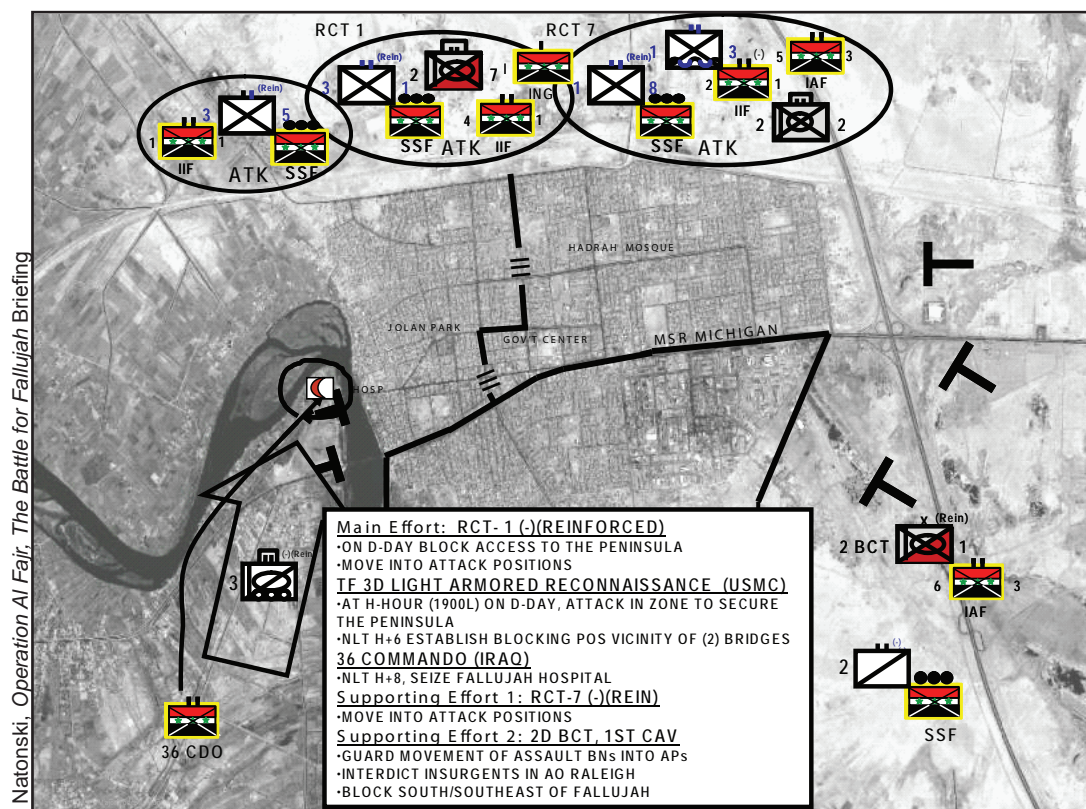 Natonski, Operation Al Fair, The Battle for Fallujah Briefing
RCT 1
RCT 7
(Rein)
3
5
1
1
IIF
ATK
SSF
(Rein)
3
1
2
7
SSF
ATK
4
1
IIF
ING
(Rein)
1
8
SSF
ATK
1
3
(-)
2
1
IIF
5
3
IAF
2
2
HADRAH MOSQUE
JOLAN PARK
GOV'T CENTER
MSR MICHIGAN
HOSP
3
(-)(Rein
36 CDO
x (Rein)
2 BCT
1
6
3
IAF
(-)
2
SSF
Main Effort: RCT-1 (-)(REINFORCED)
•ON D-DAY BLOCK ACCESS TO THE PENINSULA
•MOVE INTO ATTACK POSITIONS
TF 3D LIGHT ARMORED RECONNAISSANCE (USMC)
•AT H-HOUR (1900L) ON D-DAY, ATTACK IN ZONE TO SECURE
THE PENINSULA
•NLT H+6 ESTABLISH BLOCKING POS VICINITY OF (2) BRIDGES
36 COMMANDO (IRAQ)
•NLT H+8, SEIZE FALLUJAH HOSPITAL
Supporting Effort 1: RCT-7 (-)(REIN)
•MOVE INTO ATTACK POSITIONS
Supporting Effort 2: 2D BCT, 1ST CAV
•GUARD MOVEMENT OF ASSAULT BNs INTO APs
•INTERDICT INSURGENTS IN AO RALEIGH
•BLOCK SOUTH/SOUTHEAST OF FALLUJAH